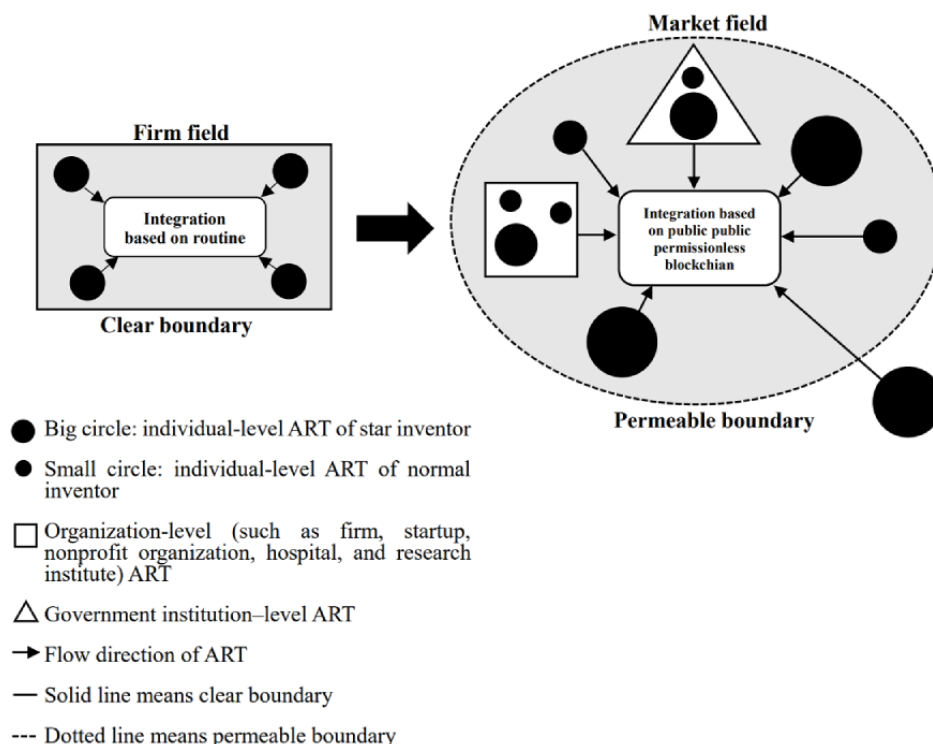 Market field
Firm field
Integration
based on routine
Clear boundary
Integration based
on public public
permissionless
blockchian
Permeable boundary
Big circle: individual-level ART of star inventor
Small circle: individual-level ART of normal
inventor
Organization-level (such as firm, startup,
nonprofit organization, hospital, and research
institute) ART
Government institution–level ART
Flow direction of ART
Solid line means clear boundary
Dotted line means permeable boundary